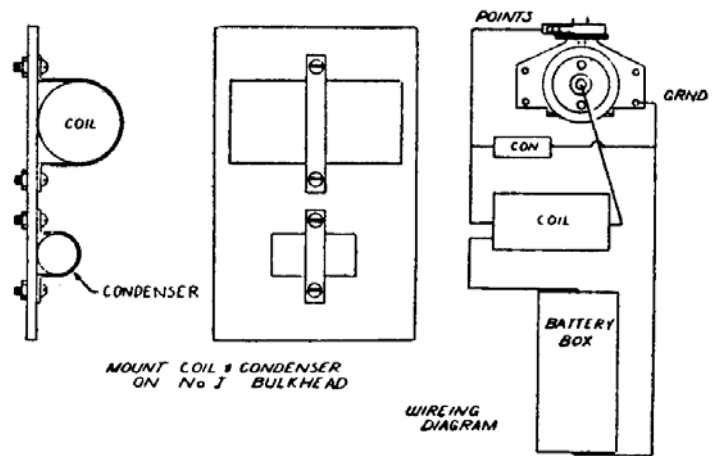 COIL
CONDENSER
MOUNT COIL & CONDENSER
ON No I BULKHEAD
POINTS
GRND
CON
COIL
BATTERY
BOX
WIREING
DIAGRAM